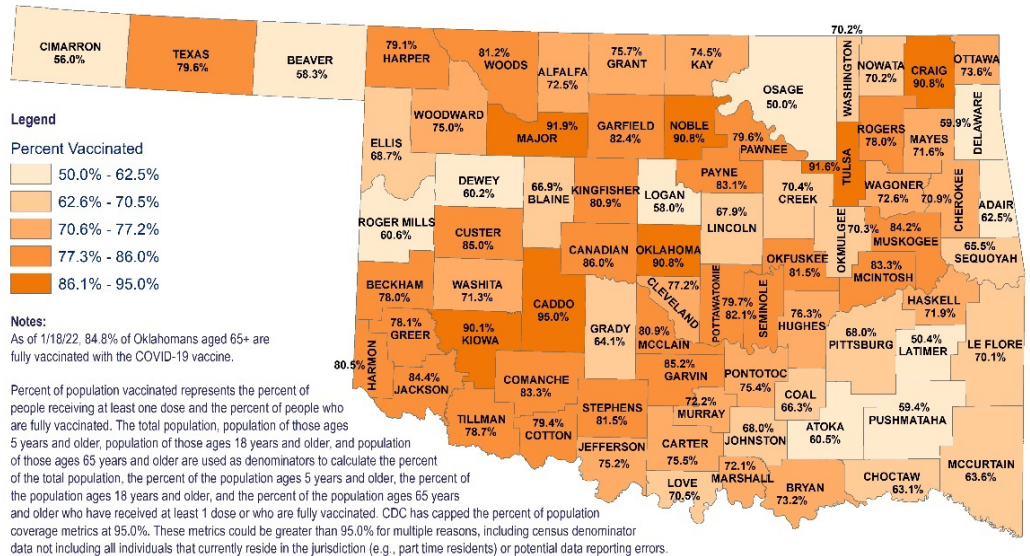 70.2%
CIMARRON
56.0%
TEXAS
79.6%
BEAVER
58.3%
79.1%
HARPER
81.2%
WOODS
ALFALFA
72.5%
75.7%
GRANT
74.5%
KAY
OSAGE
50.0%
WASHINGTON
NOWATA
70.2%
CRAIG
90.8%
OTTAWA
73.6%
WOODWARD
75.0%
91.9%
MAJOR
GARFIELD
82.4%
NOBLE
90.8%
79.6%
PAWNEE
91.6%
TULSA
ROGERS
78.0%
MAYES
71.6%
59.9%
DELAWARE
ELLIS
68.7%
DEWEY
60.2%
66.9%
BLAINE
KINGFISHER
80.9%
LOGAN
58.0%
PAYNE
83.1%
70.4%
CREEK
WAGONER
72.6%
70.9%
CHEROKEE
ADAIR
62.5%
ROGER MILLS
60.6%
CUSTER
85.0%
CANADIAN
86.0%
OKLAHOMA
90.8%
67.9%
LINCOLN
OKFUSKEE
81.5%
OKMULGEE
70.3%
84.2%
MUSKOGEE
65.5%
SEQUOYAH
BECKHAM
78.0%
WASHITA
71.3%
CADDO
95.0%
GRADY
64.1%
77.2%
CLEVELAND
80.9%
MCCLAIN
POTTAWATOMIE
79.7%
82.1%
SEMINOLE
76.3%
HUGHES
83.3%
MCINTOSH
HASKELL
71.9%
68.0%
PITTSBURG
50.4%
LATIMER
LE FLORE
70.1%
78.1%
GREER
90.1%
KIOWA
80.5%
HARMON
84.4%
JACKSON
COMANCHE
83.3%
TILLMAN
78.7%
79.4%
COTTON
STEPHENS
81.5%
85.2%
GARVIN
PONTOTOC
75.4%
72.2%
MURRAY
COAL
66.3%
68.0%
JOHNSTON
ATOKA
60.5%
59.4%
PUSHMATAHA
JEFFERSON
75.2%
CARTER
75.5%
LOVE
70.5%
72.1%
MARSHALL
BRYAN
73.2%
CHOCTAW
63.1%
MCCURTAIN
63.6%
Legend
Percent Vaccinated
50.0% - 62.5%
62.6% - 70.5%
70.6% - 77.2%
77.3% - 86.0%
86.1% - 95.0%
Notes:
As of 1/18/22, 84.8% of Oklahomans aged 65+ are
fully vaccinated with the COVID-19 vaccine.
Percent of population vaccinated represents the percent of
people receiving at least one dose and the percent of people who
are fully vaccinated. The total population, population of those ages
5 years and older, population of those ages 18 years and older, and population
of those ages 65 years and older are used as denominators to calculate the percent
of the total population, the percent of the population ages 5 years and older, the percent of
the population ages 18 years and older, and the percent of the population ages 65 years
and older who have received at least 1 dose or who are fully vaccinated. CDC has capped the percent of population
coverage metrics at 95.0%. These metrics could be greater than 95.0% for multiple reasons, including census denominator
data not including all individuals that currently reside in the jurisdiction (e.g., part time residents) or potential data reporting errors.